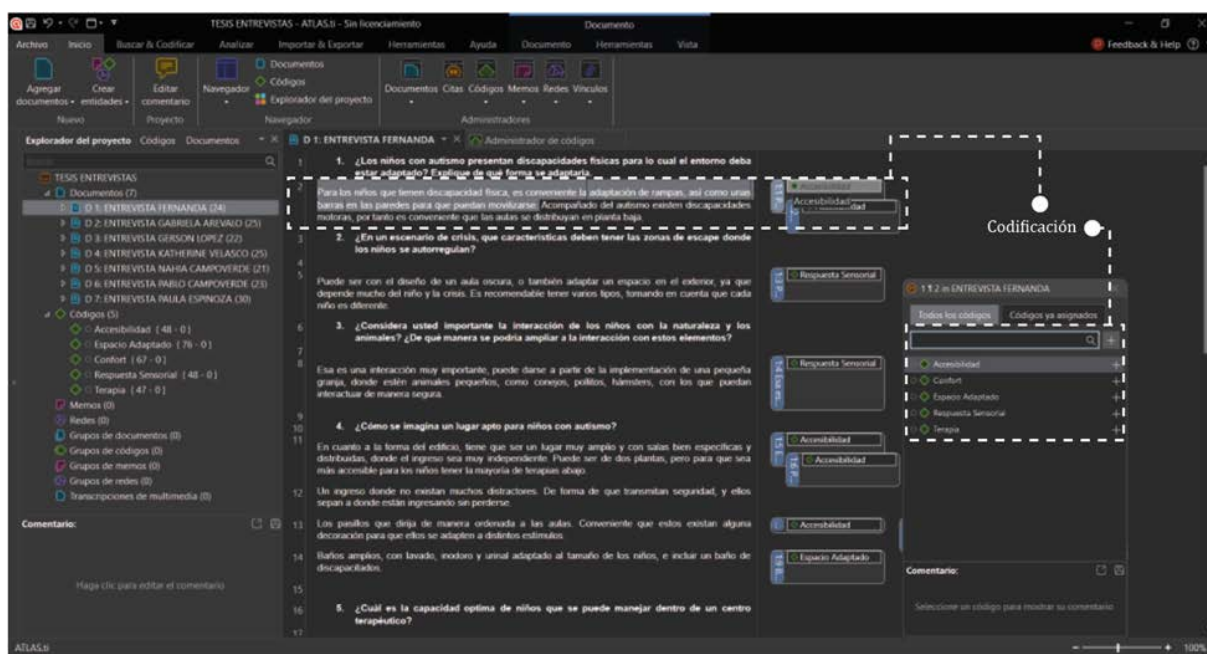 TESIS ENTREVISTAS - ATLAS.ti - Sin licenciamiento
Documento
Archivo Inicio Buscar & Codificar Analizar Importar & Exportar Herramientas Ayuda Documento Herramientas Vista
Feedback & Help
Agregar documentos
Crear entidades
Nuevo
Editar comentario
Proyecto
Navegador
Documentos
Códigos
Explorador del proyecto
Navegador
Documentos Citas Códigos Memos Redes Vínculos
Administradores
Explorador del proyecto Códigos Documentos
TESIS ENTREVISTAS
Documentos (7)
D 1: ENTREVISTA FERNANDA (24)
D 2: ENTREVISTA GABRIELA AREVALO (25)
D 3: ENTREVISTA GERSON LOPEZ (22)
D 4: ENTREVISTA KATHERINE VELASCO (25)
D 5: ENTREVISTA NAHIA CAMPOVERDE (21)
D 6: ENTREVISTA PABLO CAMPOVERDE (23)
D 7: ENTREVISTA PAULA ESPINOZA (30)
Códigos (5)
Accesibilidad {48 - 0}
Espacio Adaptado {76 - 0}
Confort {67 - 0}
Respuesta Sensorial {48 - 0}
Terapia {47 - 0}
Memos (0)
Redes (0)
Grupos de documentos (0)
Grupos de códigos (0)
Grupos de memos (0)
Grupos de redes (0)
Transcripciones de multimedia (0)
Comentario:
Haga clic para editar el comentario
D 1: ENTREVISTA FERNANDA
Administrador de códigos
1 1. ¿Los niños con autismo presentan discapacidades físicas para lo cual el entorno deba
estar adaptado? Explique de qué forma se adaptaría.
2 Para los niños que tienen discapacidad física, es conveniente la adaptación de rampas, así como unas
barras en las paredes para que puedan movilizarse. Acompañado del autismo existen discapacidades
motoras, por tanto es conveniente que las aulas se distribuyan en planta baja.
3 2. ¿En un escenario de crisis, que características deben tener las zonas de escape donde
los niños se autorregulan?
4
5 Puede ser con el diseño de un aula oscura, o también adaptar un espacio en el exterior, ya que
depende mucho del niño y la crisis. Es recomendable tener varios tipos, tomando en cuenta que cada
niño es diferente.
6 3. ¿Considera usted importante la interacción de los niños con la naturaleza y los
animales? ¿De qué manera se podría ampliar a la interacción con estos elementos?
7
8 Esa es una interacción muy importante, puede darse a partir de la implementación de una pequeña
granja, donde estén animales pequeños, como conejos, pollitos, hámsters, con los que puedan
interactuar de manera segura.
9
10 4. ¿Cómo se imagina un lugar apto para niños con autismo?
11 En cuanto a la forma del edificio, tiene que ser un lugar muy amplio y con salas bien específicas y
distribuidas, donde el ingreso sea muy independiente. Puede ser de dos plantas, pero para que sea
más accesible para los niños tener la mayoría de terapias abajo.
12 Un ingreso donde no existan muchos distractores. De forma de que transmitan seguridad, y ellos
sepan a donde están ingresando sin perderse.
13 Los pasillos que dirija de manera ordenada a las aulas. Conveniente que estos existan alguna
decoración para que ellos se adapten a distintos estímulos.
14 Baños amplios, con lavado, inodoro y urinal adaptado al tamaño de los niños, e incluir un baño de
discapacitados.
15
16 5. ¿Cuál es la capacidad optima de niños que se puede manejar dentro de un centro
terapéutico?
17
Accesibilidad
Accesibilidad
Respuesta Sensorial
Respuesta Sensorial
Accesibilidad
Accesibilidad
Accesibilidad
Espacio Adaptado
Codificación
1 ¶ 2 in ENTREVISTA FERNANDA
Todos los códigos Códigos ya asignados
Accesibilidad
Confort
Espacio Adaptado
Respuesta Sensorial
Terapia
Comentario:
Seleccione un código para mostrar su comentario
ATLAS.ti
100%